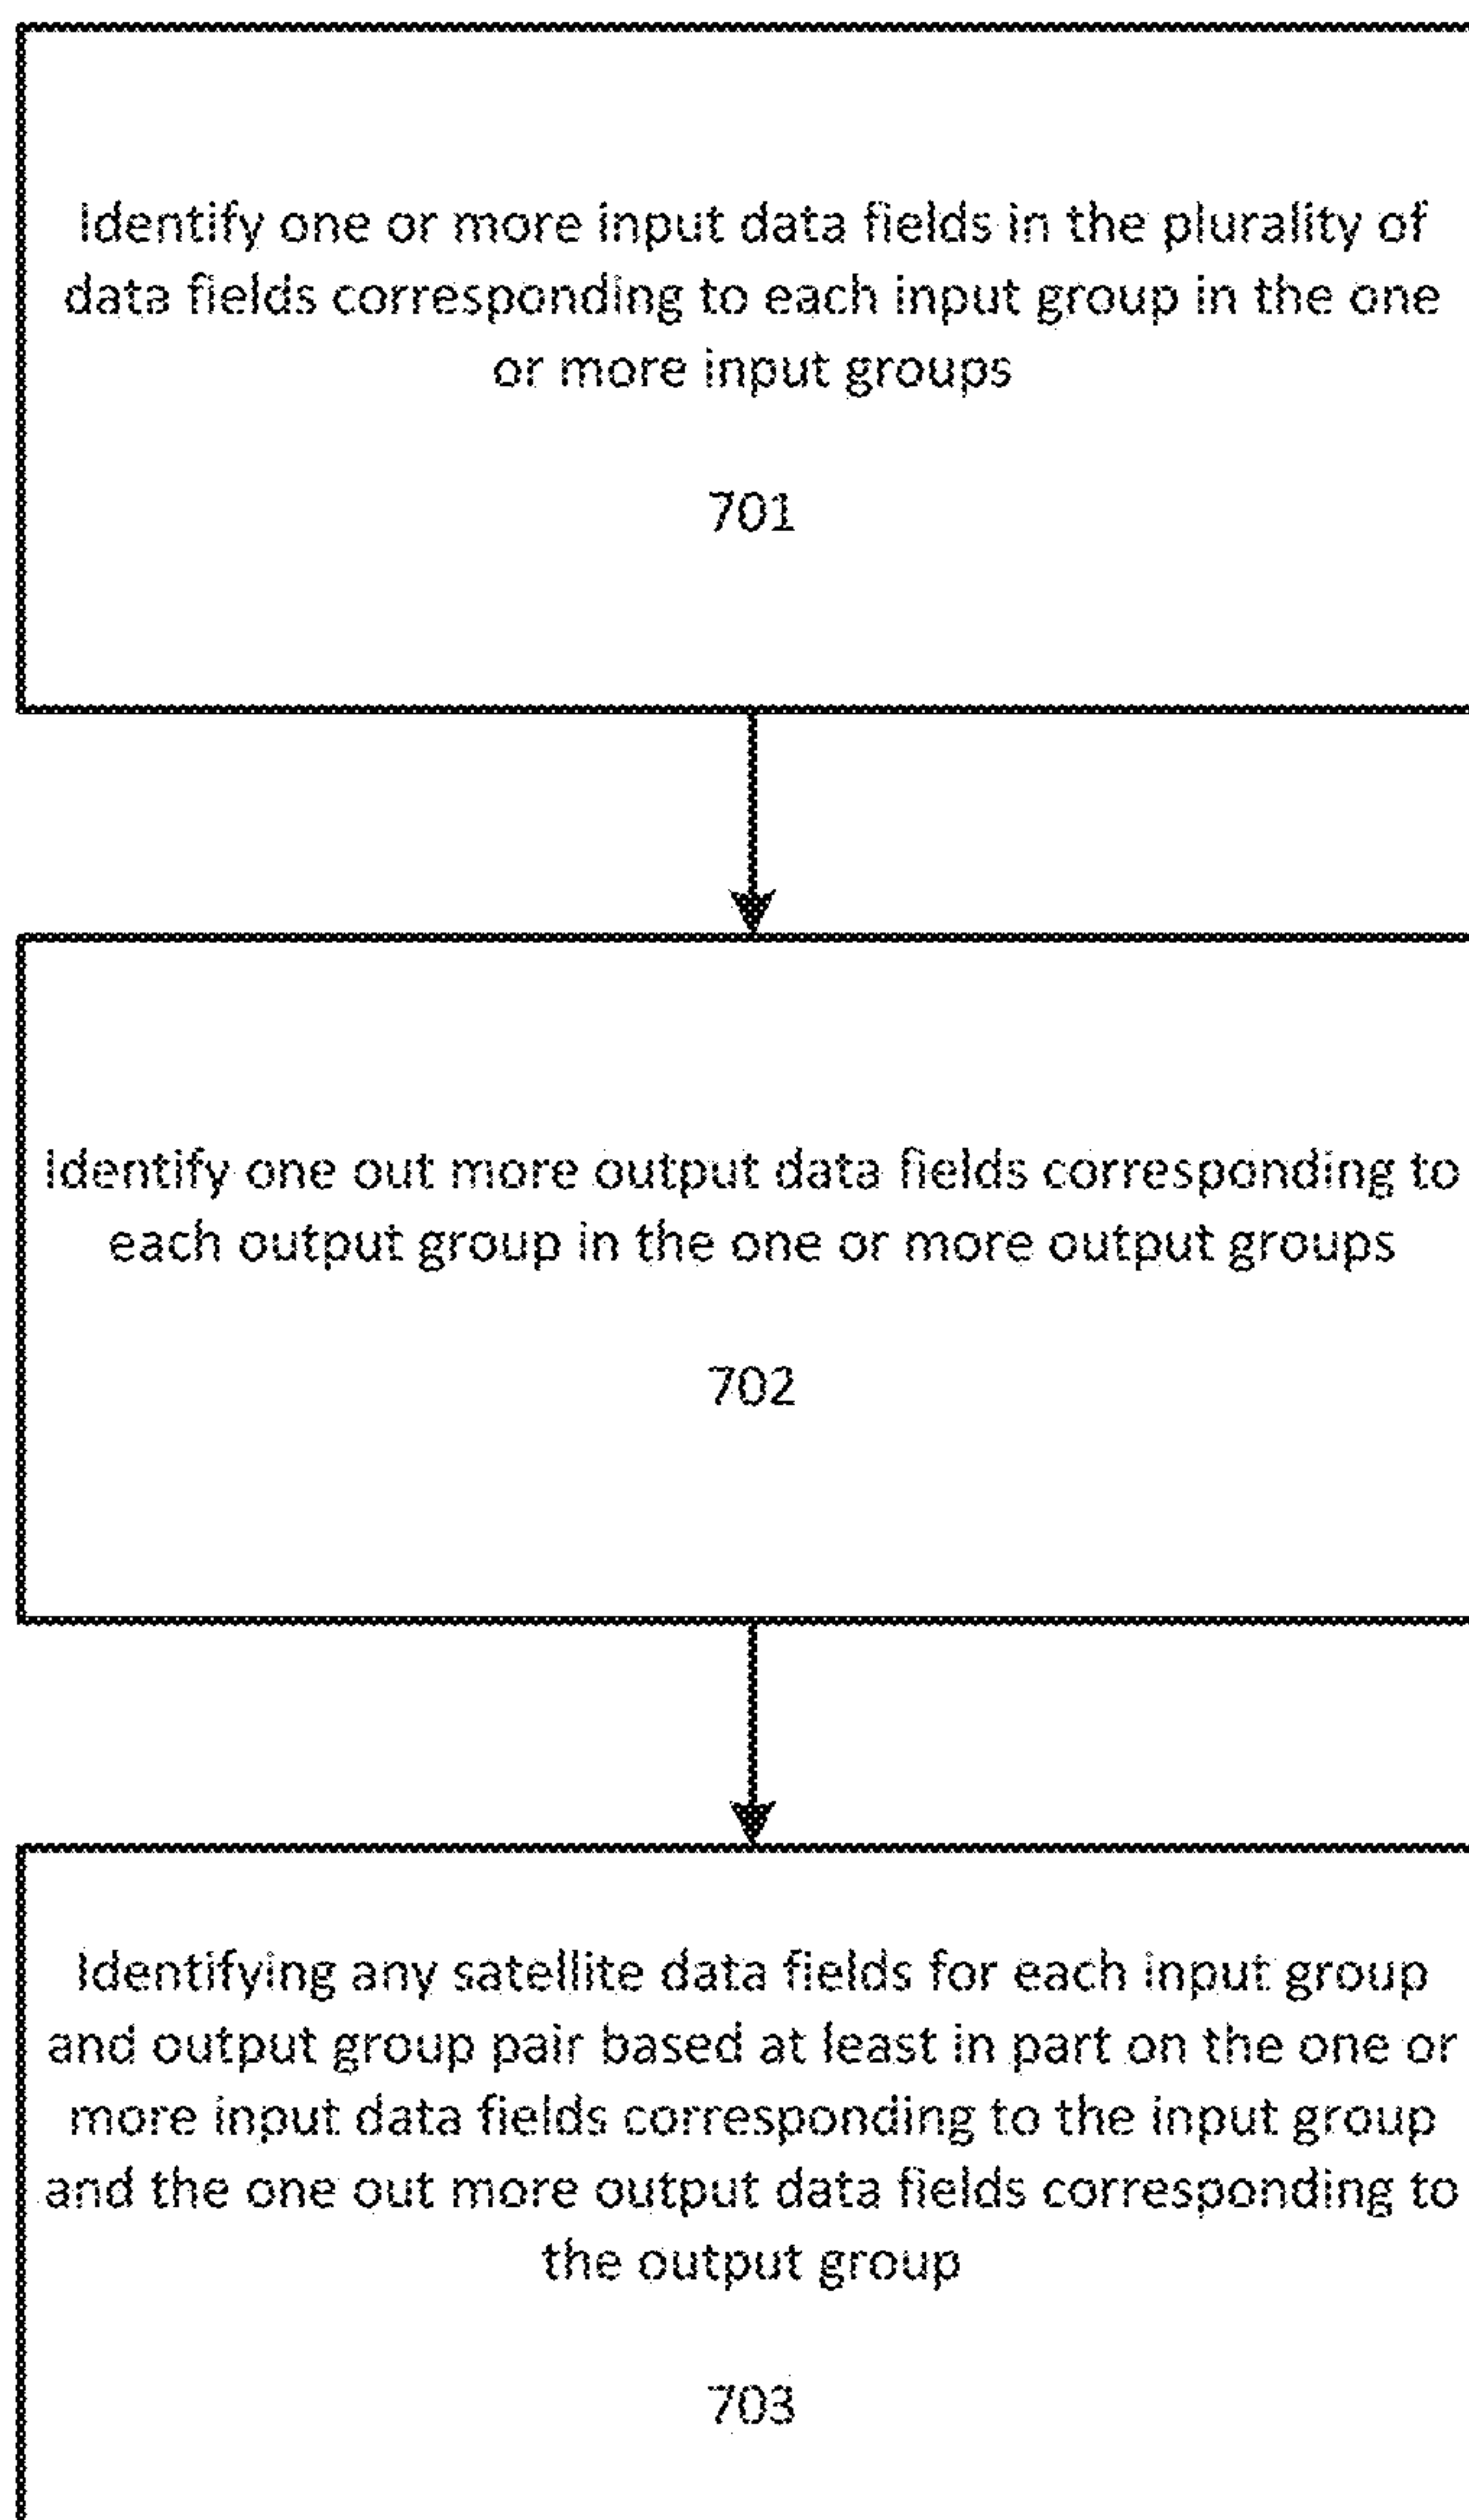 Identify one or more input data fields in the plurality of
data fields corresponding to each input group in the one
or more input groups
701
Identify one out more output data fields corresponding to
each output group in the one or more output groups
702
Identifying any satellite data fields for each input group
and output group pair based at least in part on the one or
more input data fields corresponding to the input group
and the one out more output data fields corresponding to
the output group
703